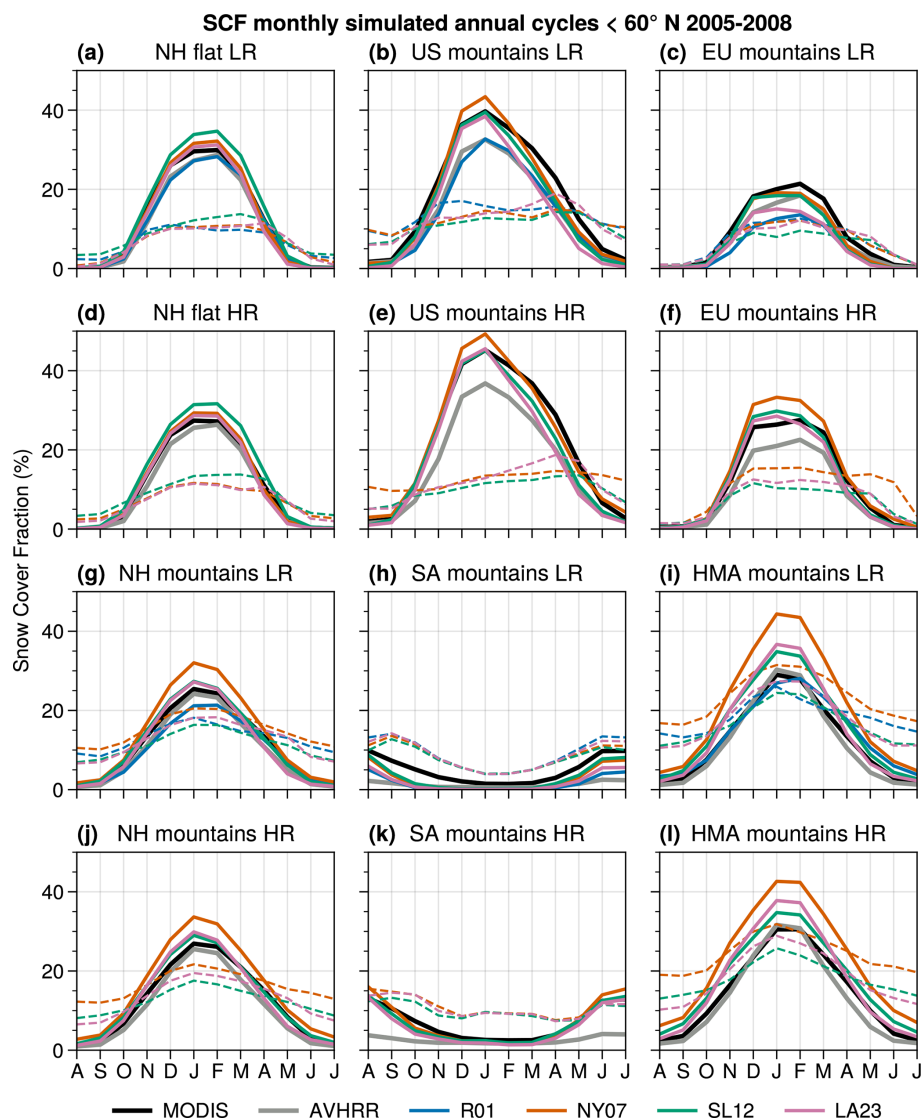 SCF monthly simulated annual cycles < 60° N 2005-2008
(a) NH flat LR
(b) US mountains LR
(c) EU mountains LR
40
20
0
A S O N D J F M A M J J
A S O N D J F M A M J J
A S O N D J F M A M J J
(d) NH flat HR
(e) US mountains HR
(f) EU mountains HR
40
20
0
A S O N D J F M A M J J
A S O N D J F M A M J J
A S O N D J F M A M J J
Snow Cover Fraction (%)
(g) NH mountains LR
(h) SA mountains LR
(i) HMA mountains LR
40
20
0
A S O N D J F M A M J J
A S O N D J F M A M J J
A S O N D J F M A M J J
(j) NH mountains HR
(k) SA mountains HR
(l) HMA mountains HR
40
20
0
A S O N D J F M A M J J
A S O N D J F M A M J J
A S O N D J F M A M J J
MODIS AVHRR R01 NY07 SL12 LA23